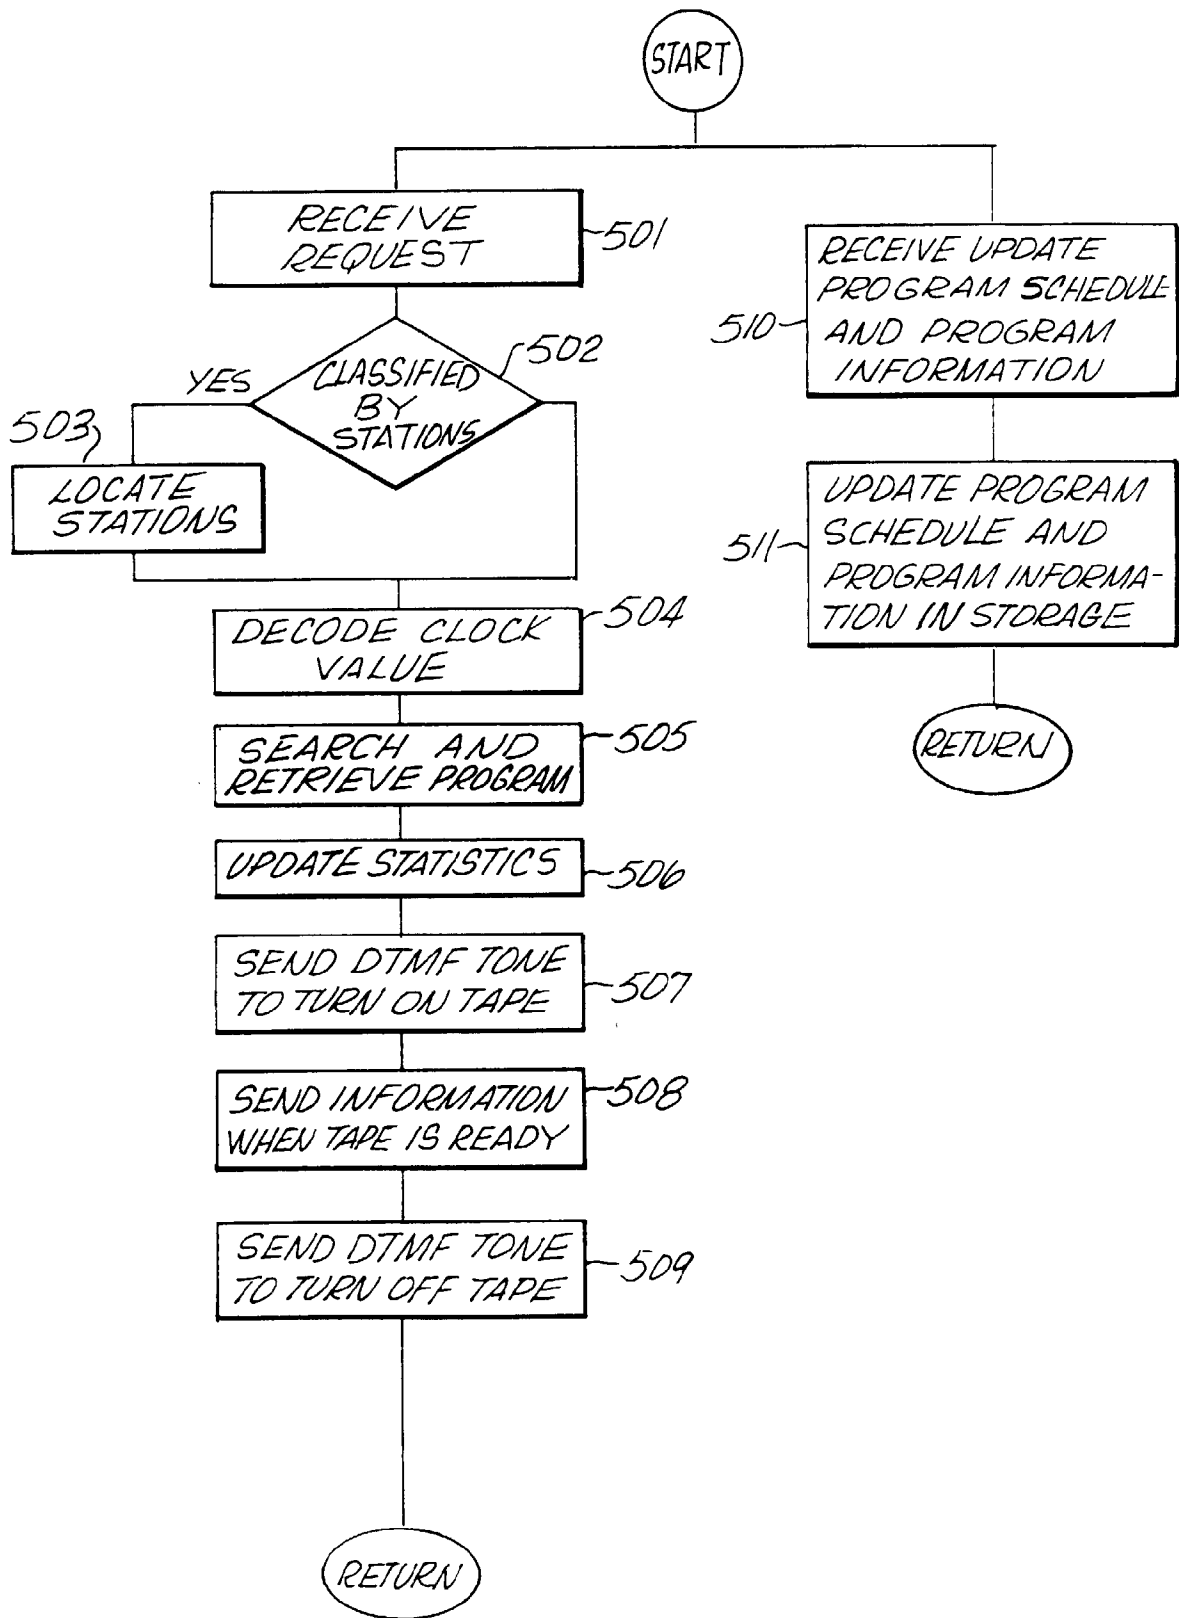 START
RECEIVE
REQUEST
501
CLASSIFIED
BY
STATIONS
502
YES
503
LOCATE
STATIONS
DECODE CLOCK
VALUE
504
SEARCH AND
RETRIEVE PROGRAM
505
UPDATE STATISTICS
506
SEND DTMF TONE
TO TURN ON TAPE
507
SEND INFORMATION
WHEN TAPE IS READY
508
SEND DTMF TONE
TO TURN OFF TAPE
509
RETURN
RECEIVE UPDATE
PROGRAM SCHEDULE
AND PROGRAM
INFORMATION
510
UPDATE PROGRAM
SCHEDULE AND
PROGRAM INFORMA-
TION IN STORAGE
511
RETURN